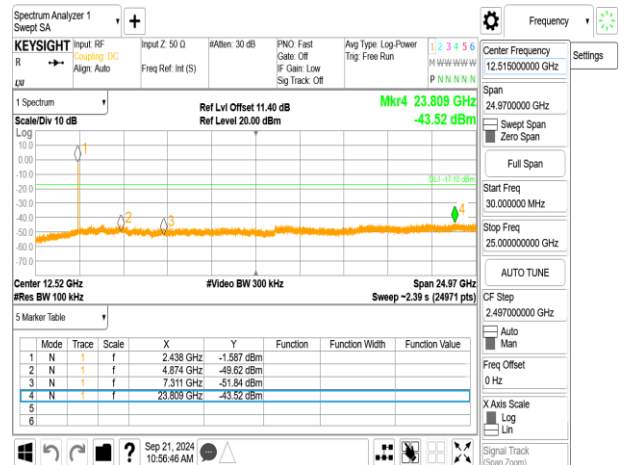 Spectrum Analyzer 1
Swept SA
Frequency
KEYSIGHT
R
Input: RF
Coupling: DC
Align: Auto
Input Z: 50 Ω
Freq Ref: Int (S)
#Atten: 30 dB
PNO: Fast
Gate: Off
IF Gain: Low
Sig Track: Off
Avg Type: Log-Power
Trig: Free Run
1 2 3 4 5 6
M W W W W W
P N N N N N
LXI
1 Spectrum
Scale/Div 10 dB
Ref Lvl Offset 11.40 dB
Ref Level 20.00 dBm
Mkr4 23.809 GHz
-43.52 dBm
Log
10.0
0.00
-10.0
-20.0
-30.0
-40.0
-50.0
-60.0
-70.0
1
2
3
4
DL1 -17.10 dBm
Center 12.52 GHz
#Res BW 100 kHz
#Video BW 300 kHz
Span 24.97 GHz
Sweep ~2.39 s (24971 pts)
5 Marker Table
Mode Trace Scale X Y Function Function Width Function Value
1 N 1 f 2.438 GHz -1.587 dBm
2 N 1 f 4.874 GHz -49.62 dBm
3 N 1 f 7.311 GHz -51.84 dBm
4 N 1 f 23.809 GHz -43.52 dBm
5
6
?
Sep 21, 2024
10:56:46 AM
Center Frequency
12.515000000 GHz
Span
24.9700000 GHz
Swept Span
Zero Span
Full Span
Start Freq
30.000000 MHz
Stop Freq
25.000000000 GHz
AUTO TUNE
CF Step
2.497000000 GHz
Auto
Man
Freq Offset
0 Hz
X Axis Scale
Log
Lin
Signal Track
(Span Zoom)
Settings